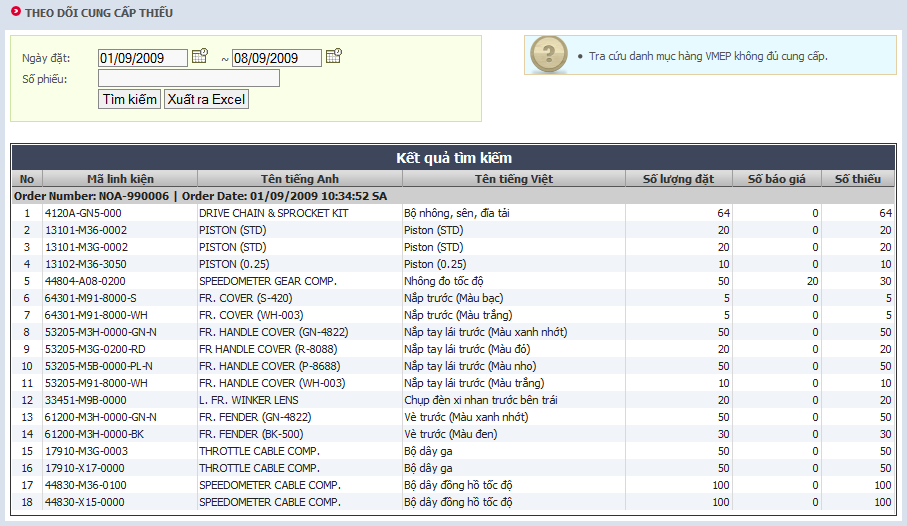 THEO DÕI CUNG CẤP THIẾU
Ngày đặt: 01/09/2009 ~ 08/09/2009
Số phiếu:
Tìm kiếm Xuất ra Excel
? • Tra cứu danh mục hàng VMEP không đủ cung cấp.
Kết quả tìm kiếm
No Mã linh kiện Tên tiếng Anh Tên tiếng Việt Số lượng đặt Số báo giá Số thiếu
Order Number: NOA-990006 | Order Date: 01/09/2009 10:34:52 SA
1 4120A-GN5-000 DRIVE CHAIN & SPROCKET KIT Bộ nhông, sên, đĩa tải 64 0 64
2 13101-M36-0002 PISTON (STD) Piston (STD) 20 0 20
3 13101-M3G-0002 PISTON (STD) Piston (STD) 20 0 20
4 13102-M36-3050 PISTON (0.25) Piston (0.25) 10 0 10
5 44804-A08-0200 SPEEDOMETER GEAR COMP. Nhông đo tốc độ 50 20 30
6 64301-M91-8000-S FR. COVER (S-420) Nắp trước (Màu bạc) 5 0 5
7 64301-M91-8000-WH FR. COVER (WH-003) Nắp trước (Màu trắng) 5 0 5
8 53205-M3H-0000-GN-N FR. HANDLE COVER (GN-4822) Nắp tay lái trước (Màu xanh nhớt) 50 0 50
9 53205-M3G-0200-RD FR HANDLE COVER (R-8088) Nắp tay lái trước (Màu đỏ) 20 0 20
10 53205-M5B-0000-PL-N FR. HANDLE COVER (P-8688) Nắp tay lái trước (Màu nho) 50 0 50
11 53205-M91-8000-WH FR. HANDLE COVER (WH-003) Nắp tay lái trước (Màu trắng) 10 0 10
12 33451-M9B-0000 L. FR. WINKER LENS Chụp đèn xi nhan trước bên trái 20 0 20
13 61200-M3H-0000-GN-N FR. FENDER (GN-4822) Vè trước (Màu xanh nhớt) 50 0 50
14 61200-M3H-0000-BK FR. FENDER (BK-500) Vè trước (Màu đen) 30 0 30
15 17910-M3G-0003 THROTTLE CABLE COMP. Bộ dây ga 50 0 50
16 17910-X17-0000 THROTTLE CABLE COMP. Bộ dây ga 50 0 50
17 44830-M36-0100 SPEEDOMETER CABLE COMP. Bộ dây đồng hồ tốc độ 100 0 100
18 44830-X15-0000 SPEEDOMETER CABLE COMP. Bộ dây đồng hồ tốc độ 100 0 100